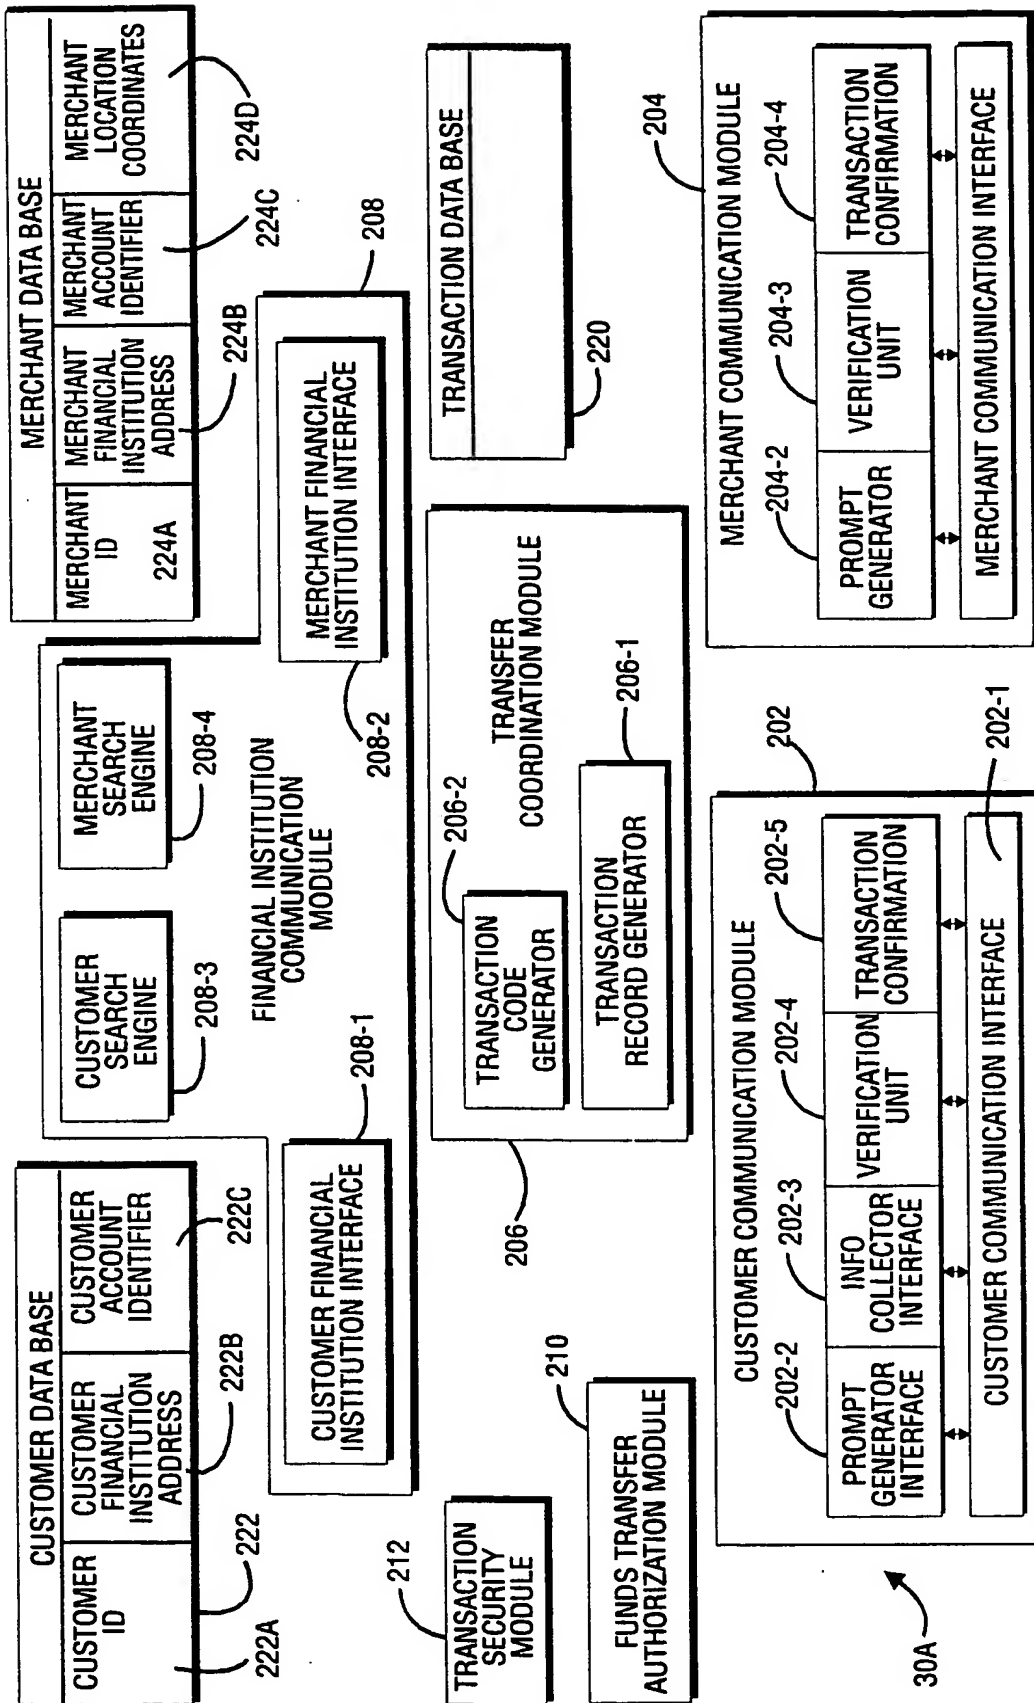 CUSTOMER DATA BASE
CUSTOMER
ID
CUSTOMER
FINANCIAL
INSTITUTION
ADDRESS
CUSTOMER
ACCOUNT
IDENTIFIER
222A
222
222B
222C
CUSTOMER
SEARCH
ENGINE
208-3
MERCHANT
SEARCH
ENGINE
208-4
MERCHANT DATA BASE
MERCHANT
ID
224A
MERCHANT
FINANCIAL
INSTITUTION
ADDRESS
MERCHANT
ACCOUNT
IDENTIFIER
MERCHANT
LOCATION
COORDINATES
224B
224C
224D
FINANCIAL INSTITUTION
COMMUNICATION
MODULE
CUSTOMER FINANCIAL
INSTITUTION INTERFACE
208-1
MERCHANT FINANCIAL
INSTITUTION INTERFACE
208-2
208
212
TRANSACTION
SECURITY
MODULE
210
FUNDS TRANSFER
AUTHORIZATION MODULE
206
TRANSACTION
CODE
GENERATOR
206-2
TRANSFER
COORDINATION MODULE
TRANSACTION
RECORD GENERATOR
206-1
TRANSACTION DATA BASE
220
30A
CUSTOMER COMMUNICATION MODULE
202
202-2
202-3
202-4
202-5
PROMPT
GENERATOR
INTERFACE
INFO
COLLECTOR
INTERFACE
VERIFICATION
UNIT
TRANSACTION
CONFIRMATION
CUSTOMER COMMUNICATION INTERFACE
202-1
MERCHANT COMMUNICATION MODULE
204
204-2
204-3
204-4
PROMPT
GENERATOR
VERIFICATION
UNIT
TRANSACTION
CONFIRMATION
MERCHANT COMMUNICATION INTERFACE